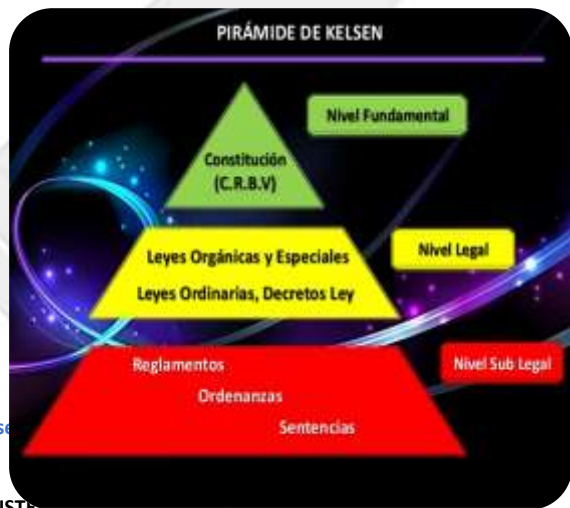 PIRÁMIDE DE KELSEN
Nivel Fundamental
Constitución
(C.R.B.V)
Leyes Orgánicas y Especiales
Nivel Legal
Leyes Ordinarias, Decretos Ley
Reglamentos
Nivel Sub Legal
Ordenanzas
Sentencias